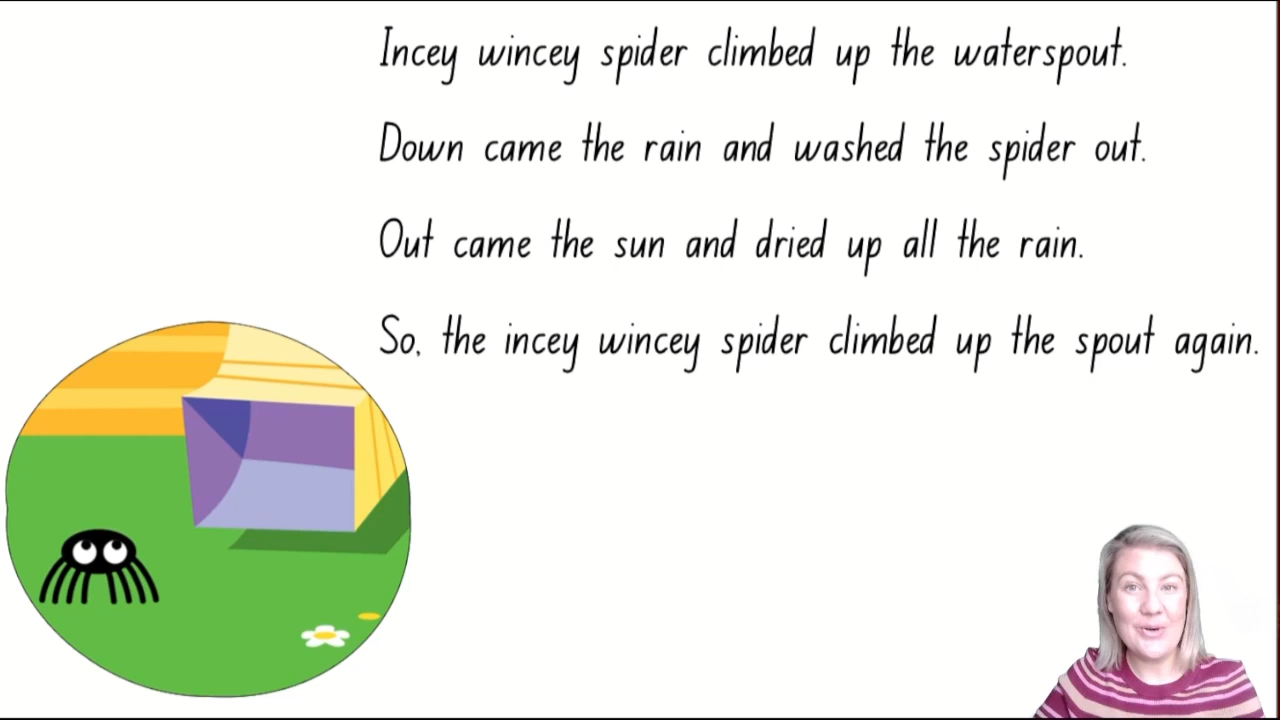 Incey wincey spider climbed up the waterspout.
Down came the rain and washed the spider out.
Out came the sun and dried up all the rain.
So, the incey wincey spider climbed up the spout again.